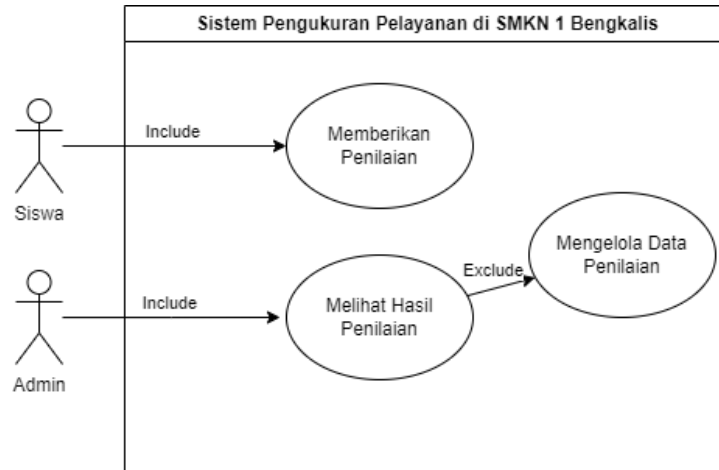 Sistem Pengukuran Pelayanan di SMKN 1 Bengkalis
Include
Memberikan
Penilaian
Siswa
Mengelola Data
Penilaian
Exclude
Include
Melihat Hasil
Penilaian
Admin